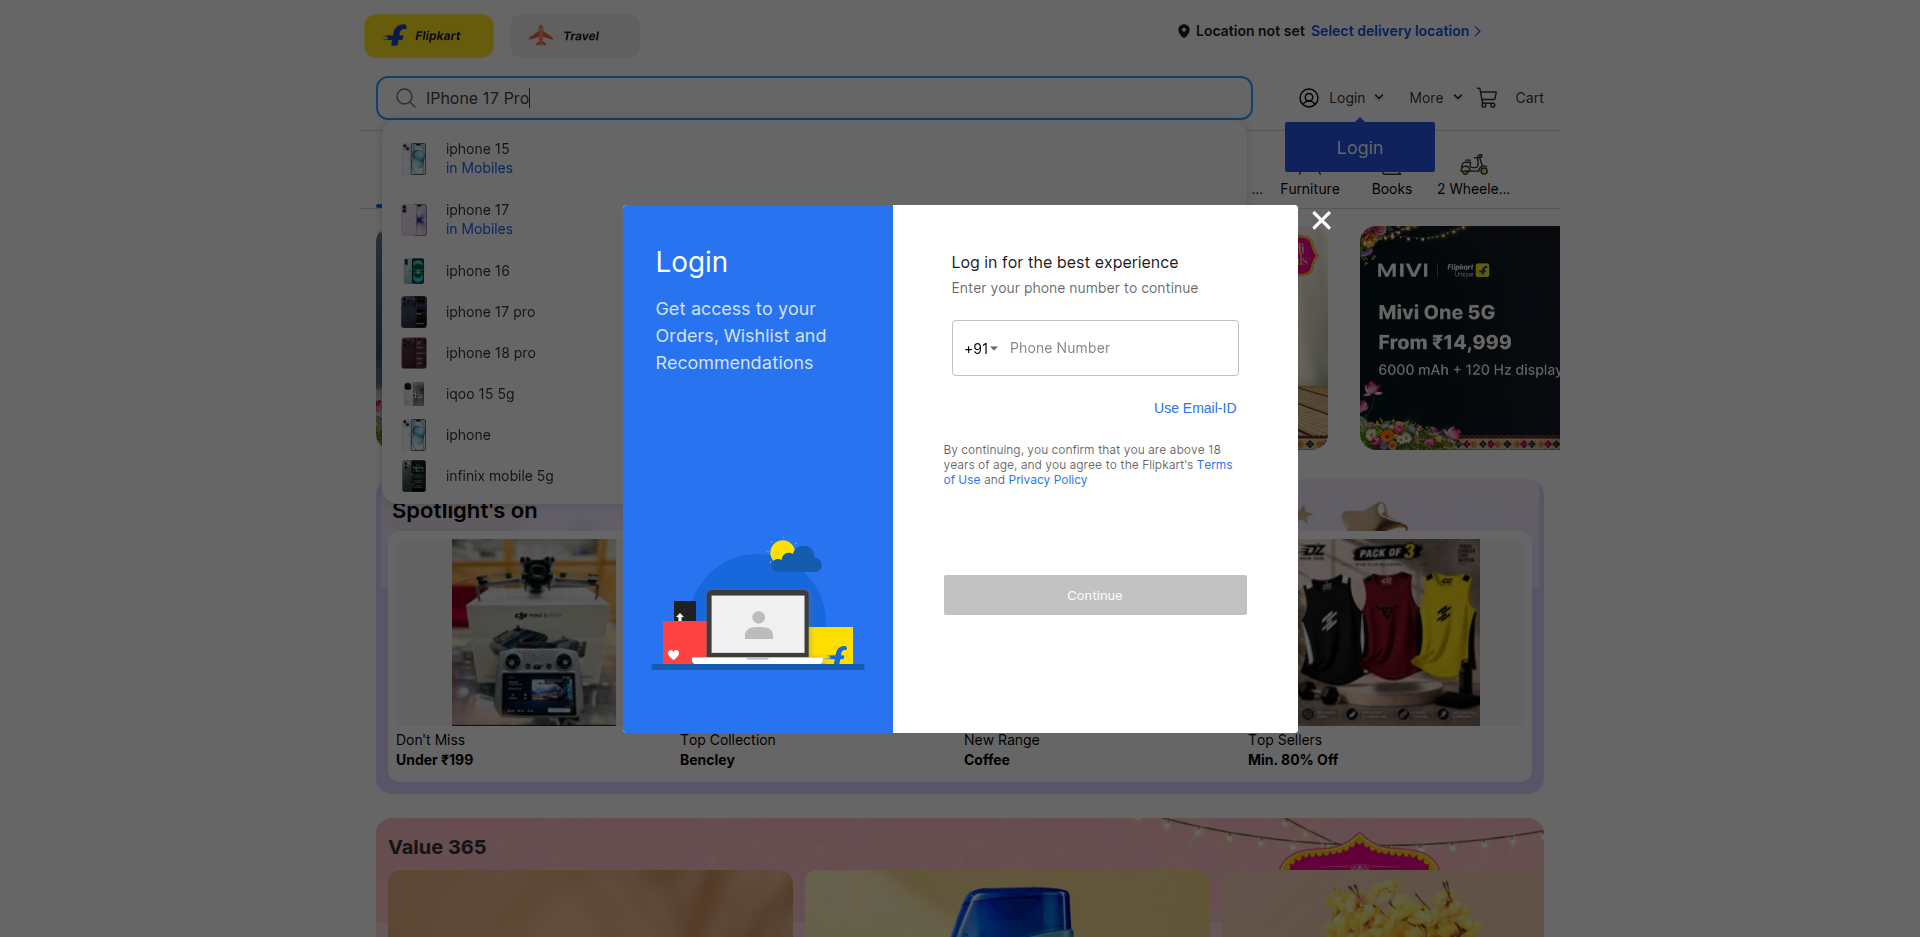 Flipkart
Travel
Location not set Select delivery location
IPhone 17 Pro
Login
More
Cart
Login
iphone 15
in Mobiles
iphone 17
in Mobiles
iphone 16
iphone 17 pro
iphone 18 pro
iqoo 15 5g
iphone
infinix mobile 5g
...
Furniture
Books
2 Wheele...
Login
Get access to your
Orders, Wishlist and
Recommendations
Log in for the best experience
Enter your phone number to continue
+91
Phone Number
Use Email-ID
By continuing, you confirm that you are above 18
years of age, and you agree to the Flipkart's Terms
of Use and Privacy Policy
Continue
MIVI
Flipkart
Unique
Mivi One 5G
From ₹14,999
6000 mAh + 120 Hz display
Spotlight's on
PACK OF 3
Don't Miss
Under ₹199
Top Collection
Bencley
New Range
Coffee
Top Sellers
Min. 80% Off
Value 365